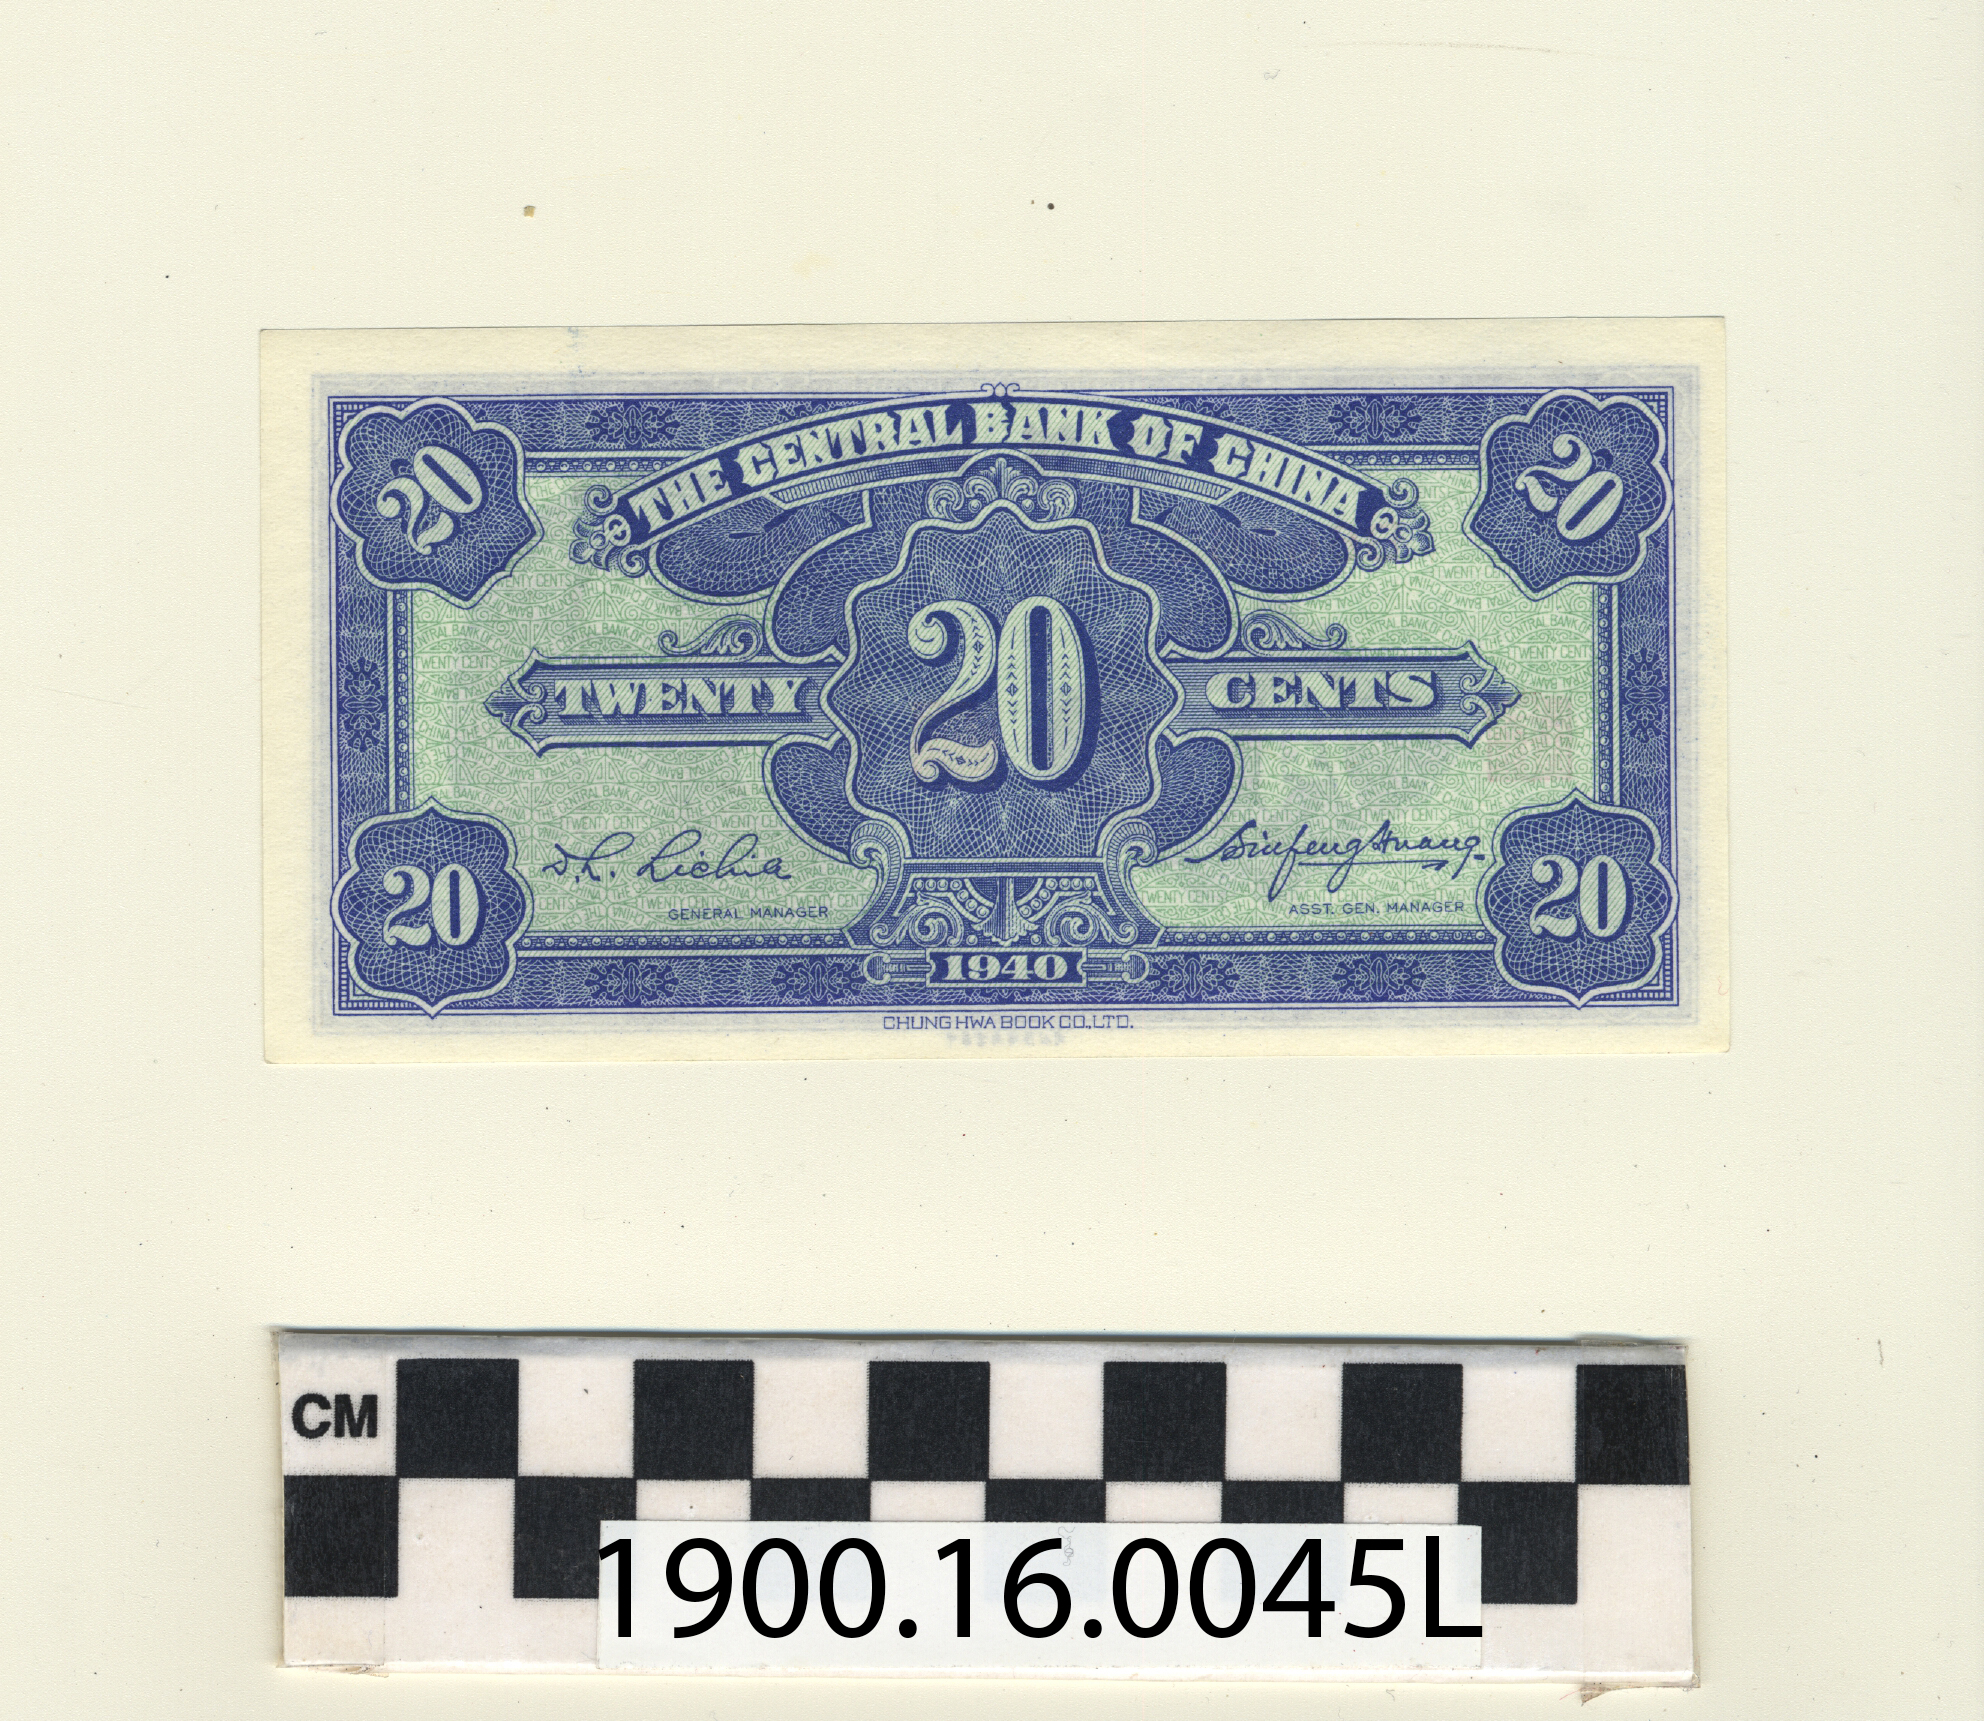 THE CENTRAL BANK OF CHINA
20
20
20
TWENTY
CENTS
20
20
GENERAL MANAGER
ASST. GEN. MANAGER
1940
CHUNG HWA BOOK CO., LTD.
CM
1900.16.0045L